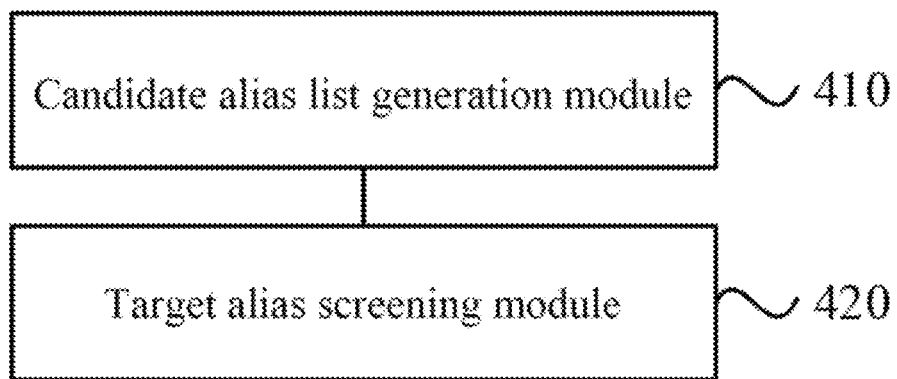 Candidate alias list generation module 410
Target alias screening module 420